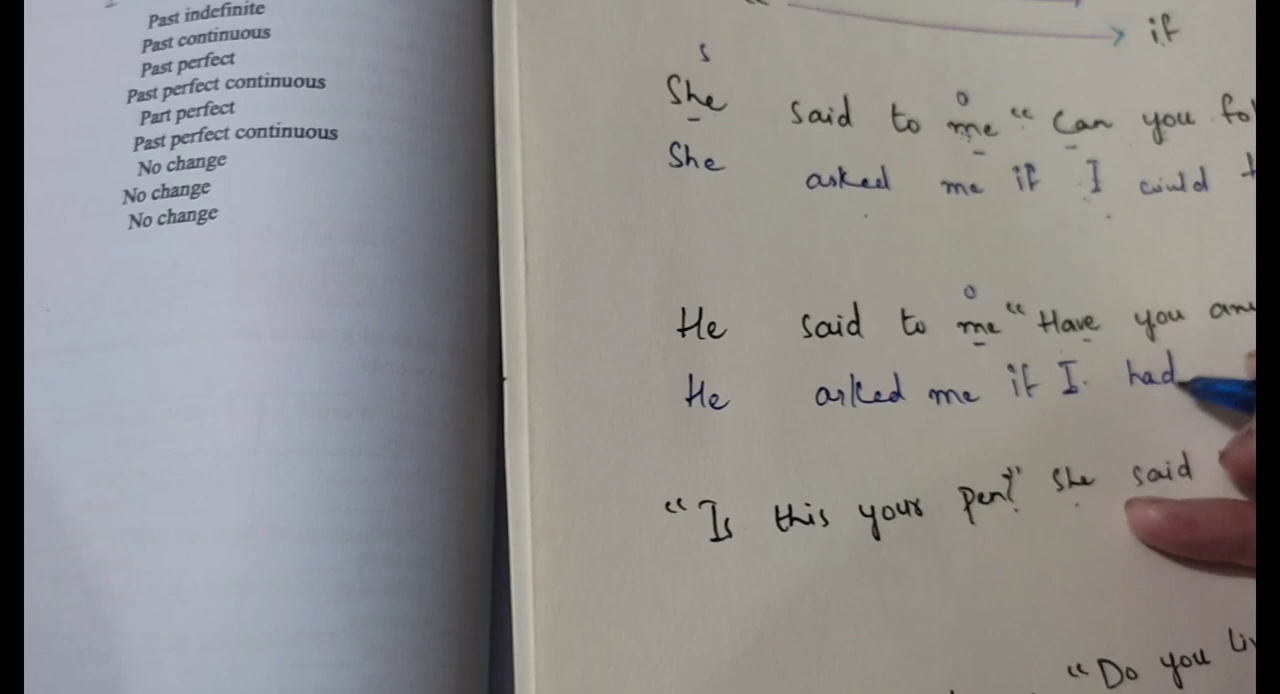 Past indefinite
Past continuous
Past perfect
Past perfect continuous
Part perfect
Past perfect continuous
No change
No change
No change
if
s
She said to me “ Can you
o
She asked me if I could
o
He said to me “ Have you
He asked me if I had
“Is this your pen?” She said
“Do you